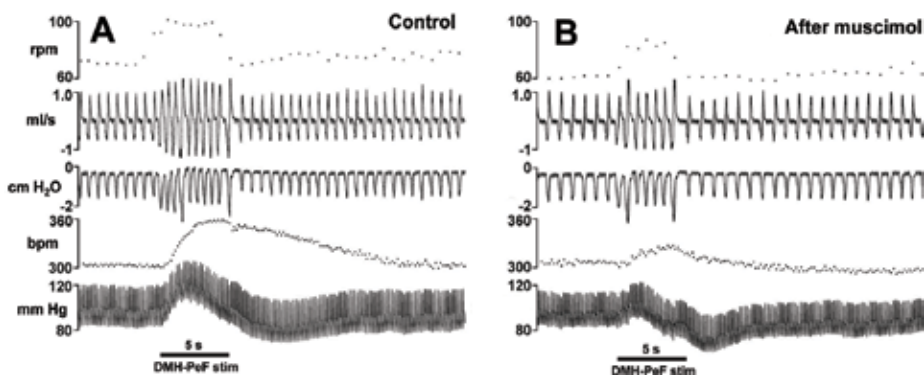 A
Control
100
rpm
60
1.0
ml/s
-1
0
cm H₂O
-2
360
bpm
300
120
mm Hg
80
5 s
DMH-PeF stim
B
After muscimol
100
60
1.0
-1
0
-2
360
300
120
80
5 s
DMH-PeF stim